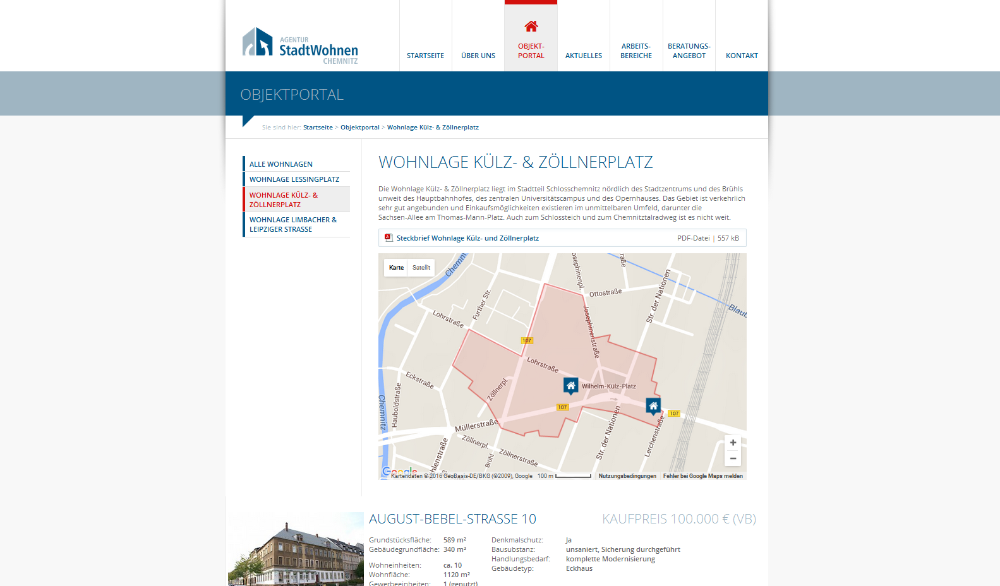 AGENTUR
StadtWohnen
CHEMNITZ
STARTSEITE
ÜBER UNS
OBJEKT-
PORTAL
AKTUELLES
ARBEITS-
BEREICHE
BERATUNGS-
ANGEBOT
KONTAKT
OBJEKTPORTAL
Sie sind hier: Startseite > Objektportal > Wohnlage Külz- & Zöllnerplatz
ALLE WOHNLAGEN
WOHNLAGE LESSINGPLATZ
WOHNLAGE KÜLZ- &
ZÖLLNERPLATZ
WOHNLAGE LIMBACHER &
LEIPZIGER STRASSE
WOHNLAGE KÜLZ- & ZÖLLNERPLATZ
Die Wohnlage Külz- & Zöllnerplatz liegt im Stadtteil Schlosschemnitz nördlich des Stadtzentrums und des Brühls
unweit des Hauptbahnhofes, des zentralen Universitätscampus und des Opernhauses. Das Gebiet ist verkehrlich
sehr gut angebunden und Einkaufsmöglichkeiten existieren im unmittelbaren Umfeld, darunter die
Sachsen-Allee am Thomas-Mann-Platz. Auch zum Schlossteich und zum Chemnitztalradweg ist es nicht weit.
Steckbrief Wohnlage Külz- und Zöllnerplatz
PDF-Datei | 557 kB
Karte
Satellit
Chemnitz
osephinenpl.
raße
Ottostraße
Str. der Nationen
Blau
Further Str.
Lohrstraße
Josephinenstraße
107
Lohrstraße
Eckstraße
Zöllnerpl.
Wilhelm-Külz-Platz
Hauboldstraße
Chemnitz
107
107
Müllerstraße
Zöllnerpl.
Zöllnerstraße
Brühl
hlenstraße
Str. der Nationen
Lerchenstraße
+
−
Google
Kartendaten © 2016 GeoBasis-DE/BKG (©2009), Google
100 m
Nutzungsbedingungen
Fehler bei Google Maps melden
AUGUST-BEBEL-STRASSE 10
KAUFPREIS 100.000 € (VB)
Grundstücksfläche: 589 m²
Gebäudegrundfläche: 340 m²
Wohneinheiten: ca. 10
Wohnfläche: 1120 m²
Gewerbeeinheiten: 1 (genutzt)
Denkmalschutz: Ja
Bausubstanz: unsaniert, Sicherung durchgeführt
Handlungsbedarf: komplette Modernisierung
Gebäudetyp: Eckhaus